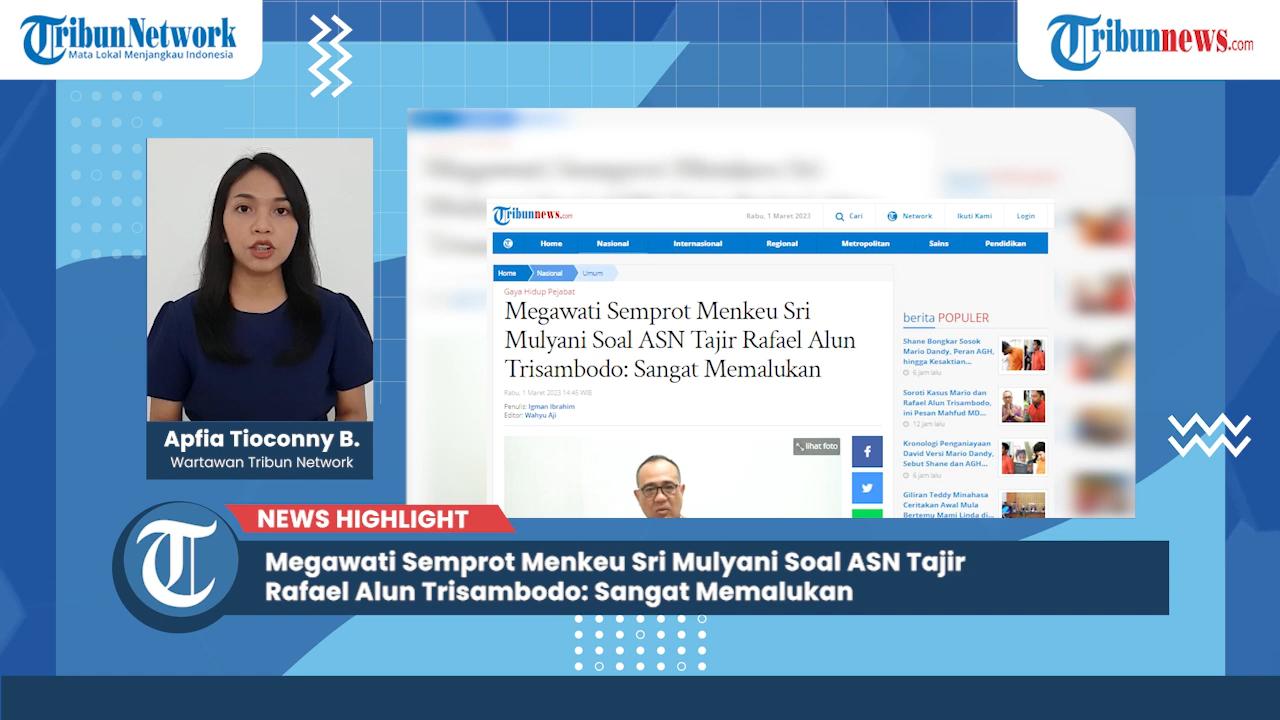 TribunNetwork
Mata Lokal Menjangkau Indonesia
Tribunnews.com
Tribunnews.com
Rabu, 1 Maret 2023
Cari
Network
Ikuti Kami
Login
Home
Nasional
Internasional
Regional
Metropolitan
Sains
Pendidikan
Home
Nasional
Umum
Gaya Hidup Pejabat
Megawati Semprot Menkeu Sri
Mulyani Soal ASN Tajir Rafael Alun
Trisambodo: Sangat Memalukan
Rabu, 1 Maret 2023 14:46 WIB
Penulis: Igman Ibrahim
Editor: Wahyu Aji
lihat foto
berita POPULER
Shane Bongkar Sosok
Mario Dandy, Peran AGH,
hingga Kesaktian...
6 jam lalu
Soroti Kasus Mario dan
Rafael Alun Trisambodo,
ini Pesan Mahfud MD...
12 jam lalu
Kronologi Penganiayaan
David Versi Mario Dandy,
Sebut Shane dan AGH...
6 jam lalu
Giliran Teddy Minahasa
Ceritakan Awal Mula
Bertemu Mami Linda di...
Apfia Tioconny B.
Wartawan Tribun Network
NEWS HIGHLIGHT
Megawati Semprot Menkeu Sri Mulyani Soal ASN Tajir
Rafael Alun Trisambodo: Sangat Memalukan